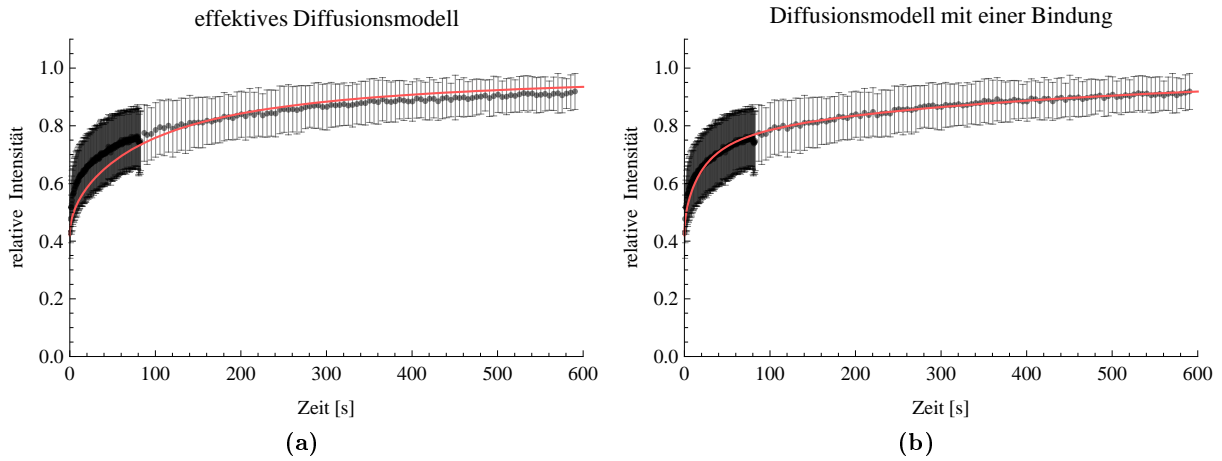 effektives Diffusionsmodell
1.0
0.8
0.6
0.4
0.2
0.0
relative Intensität
0 100 200 300 400 500 600
Zeit [s]
(a)
Diffusionsmodell mit einer Bindung
1.0
0.8
0.6
0.4
0.2
0.0
relative Intensität
0 100 200 300 400 500 600
Zeit [s]
(b)